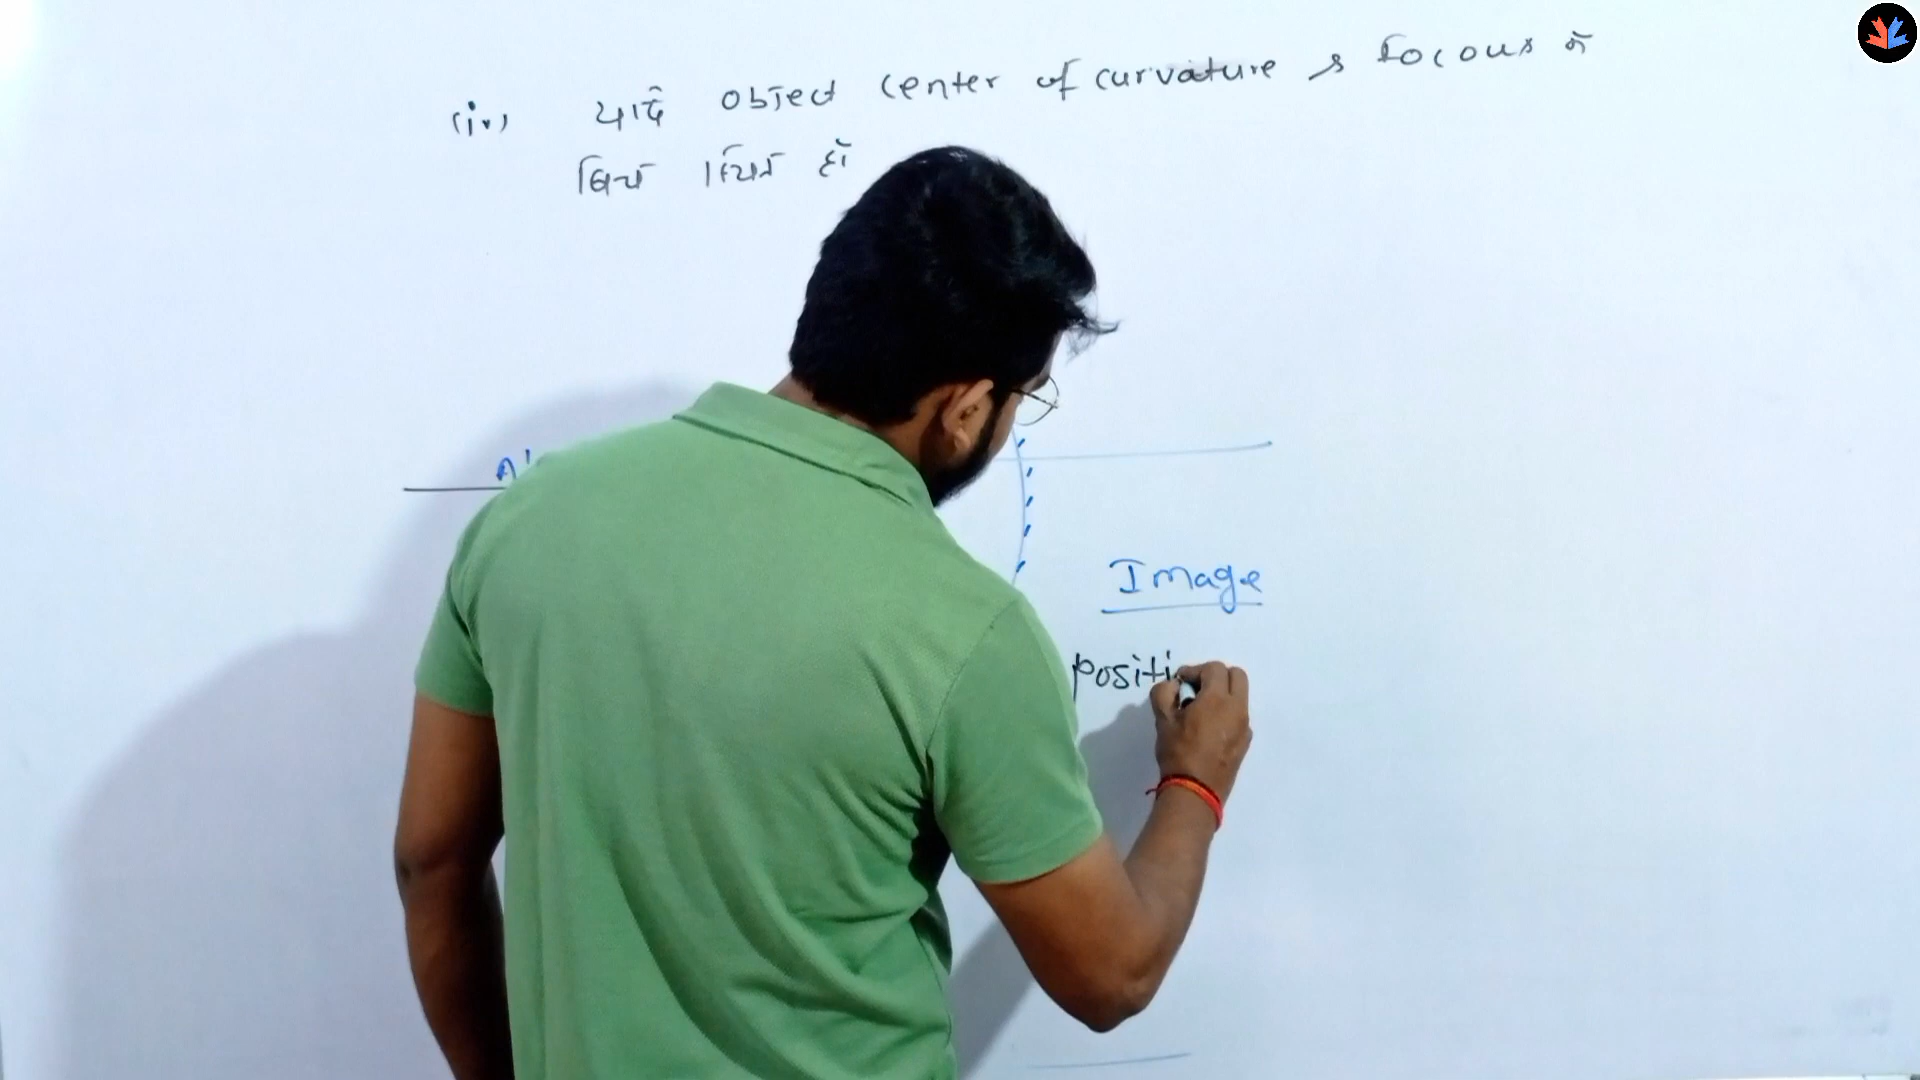 (iv) यदि object center of curvature & focous के
बिच स्थित हो
A'
Image
positi